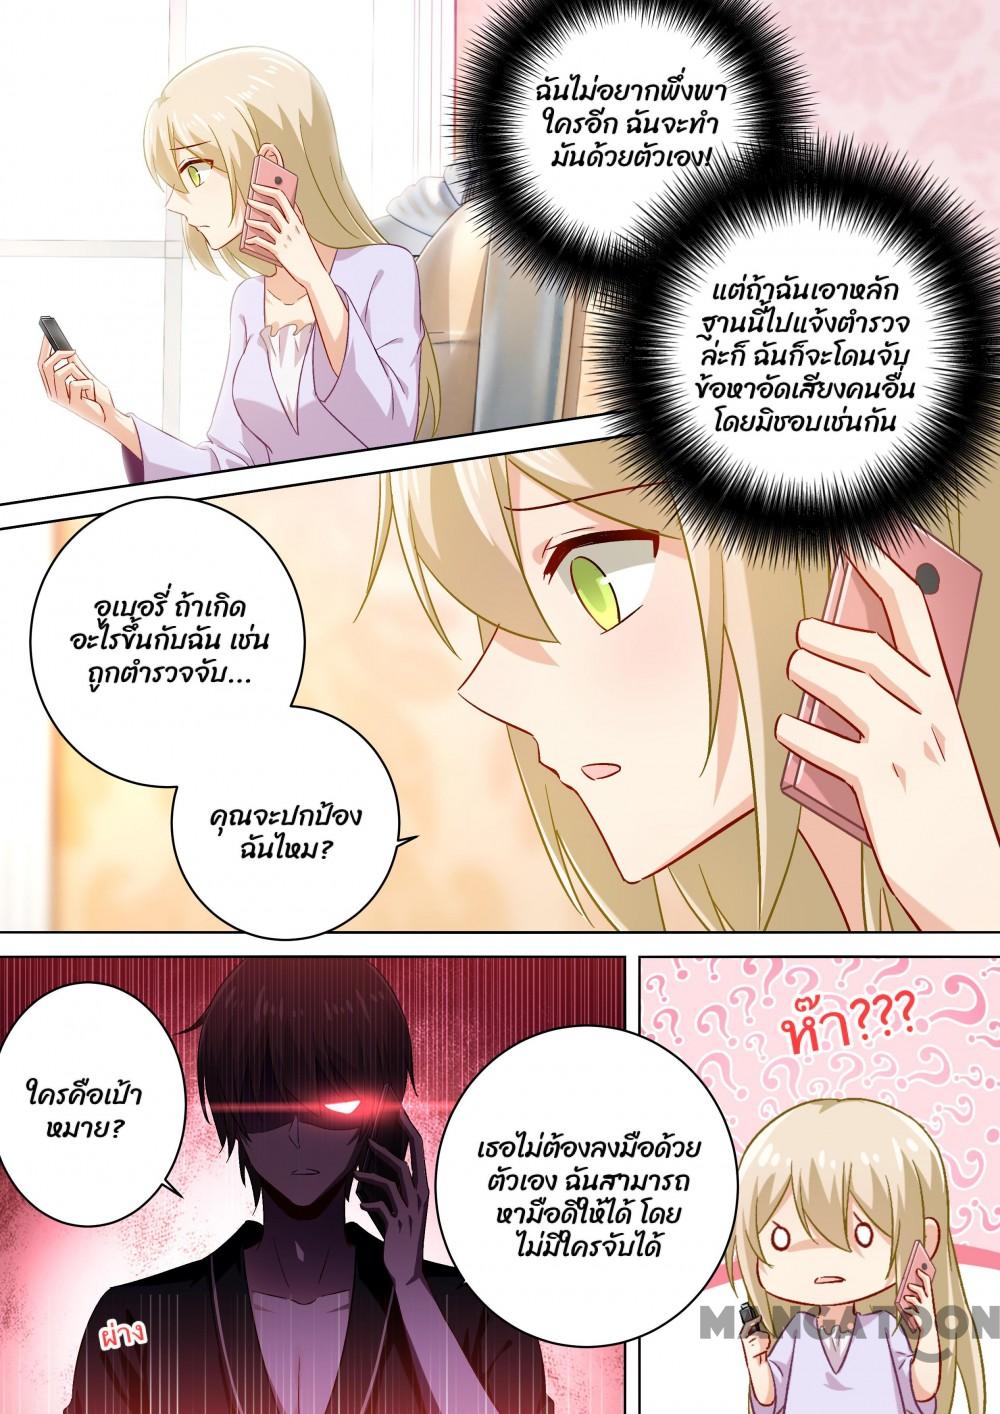 ฉันไม่อยากพึ่งพา
ใครอีก ฉันจะทำ
มันด้วยตัวเอง!
แต่ถ้าฉันเอาหลัก
ฐานนี้ไปแจ้งตำรวจ
ล่ะก็ ฉันก็จะโดนจับ
ข้อหาอัดเสียงคนอื่น
โดยมิชอบเช่นกัน
อูเบอรี่ ถ้าเกิด
อะไรขึ้นกับฉัน เช่น
ถูกตำรวจจับ...
คุณจะปกป้อง
ฉันไหม?
ใครคือเป้า
หมาย?
เธอไม่ต้องลงมือด้วย
ตัวเอง ฉันสามารถ
หามือดีให้ได้ โดย
ไม่มีใครจับได้
ผ่าง
ห๊า???
MANGATOON